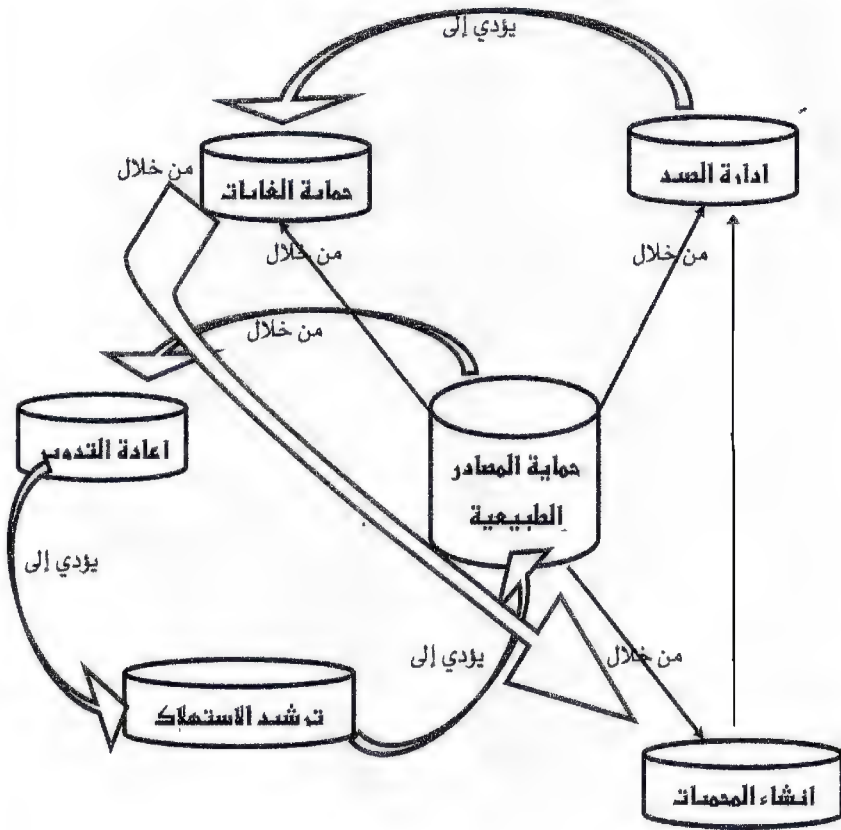 يؤدي إلى
ادارة الصيد
حماية الغابات
من خلال
من خلال
من خلال
من خلال
اعادة التدوير
حماية المصادر
الطبيعية
يؤدي إلى
يؤدي إلى
من خلال
ترشيد الاستهلاك
انشاء المحميات